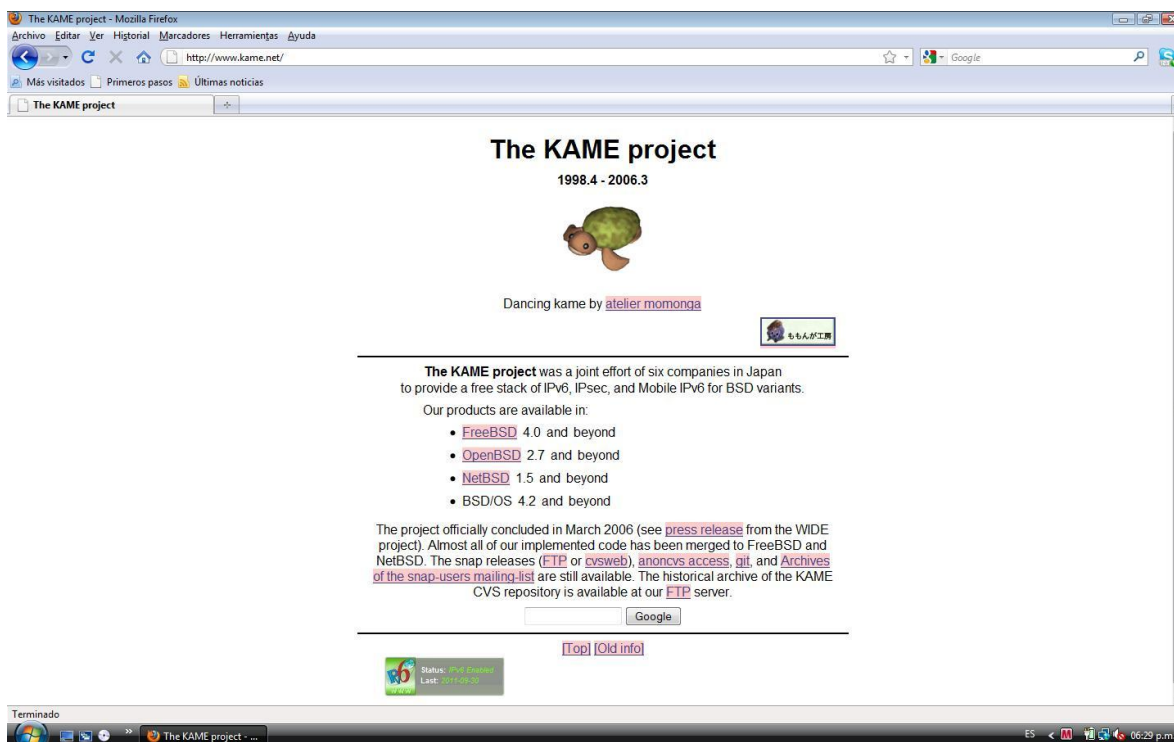 The KAME project - Mozilla Firefox
Archivo Editar Ver Historial Marcadores Herramientas Ayuda
http://www.kame.net/
Google
Más visitados Primeros pasos Últimas noticias
The KAME project
The KAME project
1998.4 - 2006.3
Dancing kame by atelier momonga
ももんが工房
The KAME project was a joint effort of six companies in Japan
to provide a free stack of IPv6, IPsec, and Mobile IPv6 for BSD variants.
Our products are available in:
• FreeBSD 4.0 and beyond
• OpenBSD 2.7 and beyond
• NetBSD 1.5 and beyond
• BSD/OS 4.2 and beyond
The project officially concluded in March 2006 (see press release from the WIDE
project). Almost all of our implemented code has been merged to FreeBSD and
NetBSD. The snap releases (FTP or cvsweb), anoncvs access, git, and Archives
of the snap-users mailing-list are still available. The historical archive of the KAME
CVS repository is available at our FTP server.
Google
[Top] [Old info]
Status: IPv6 Enabled
Last: 2011-09-30
www
Terminado
The KAME project - ...
ES
06:29 p.m.